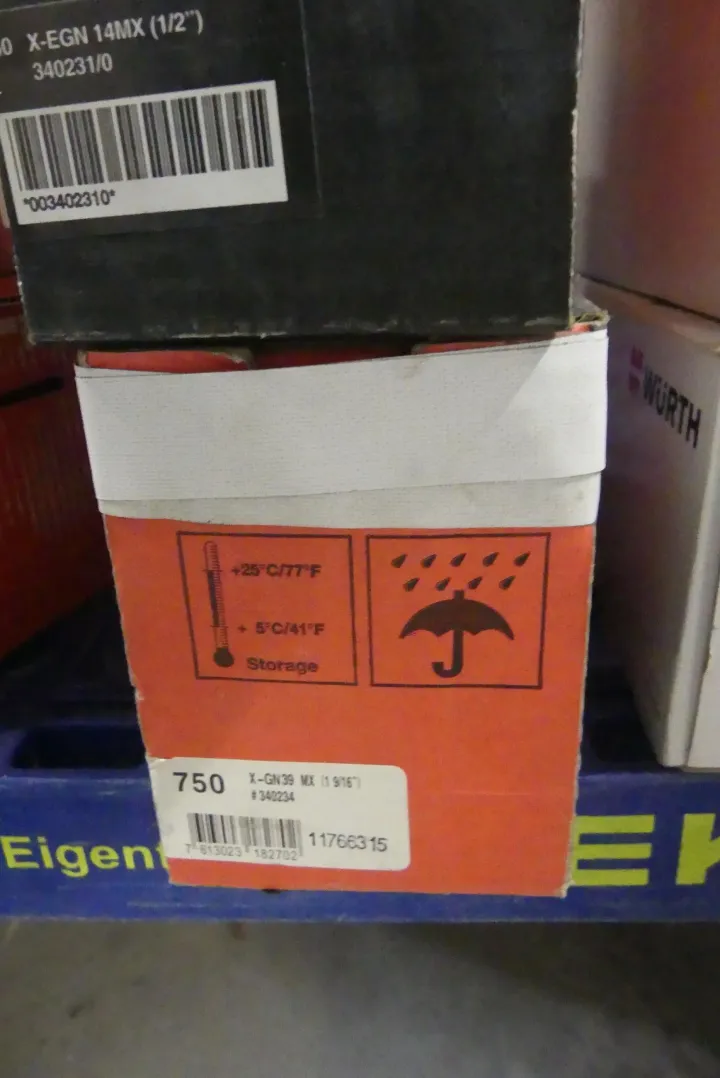 X-EGN 14MX (1/2")
340231/0
*003402310*
WÜRTH
+25°C/77°F
+ 5°C/41°F
Storage
750 X-GN39 MX (1 9/16")
#340234
7 613023 182702 11766315
Eigent